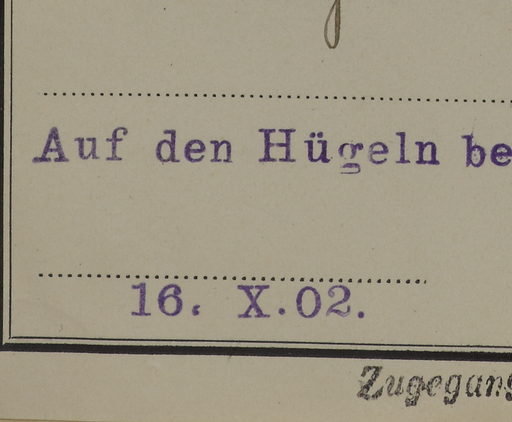 Auf den Hügeln be
16. X.02.
Zugegang